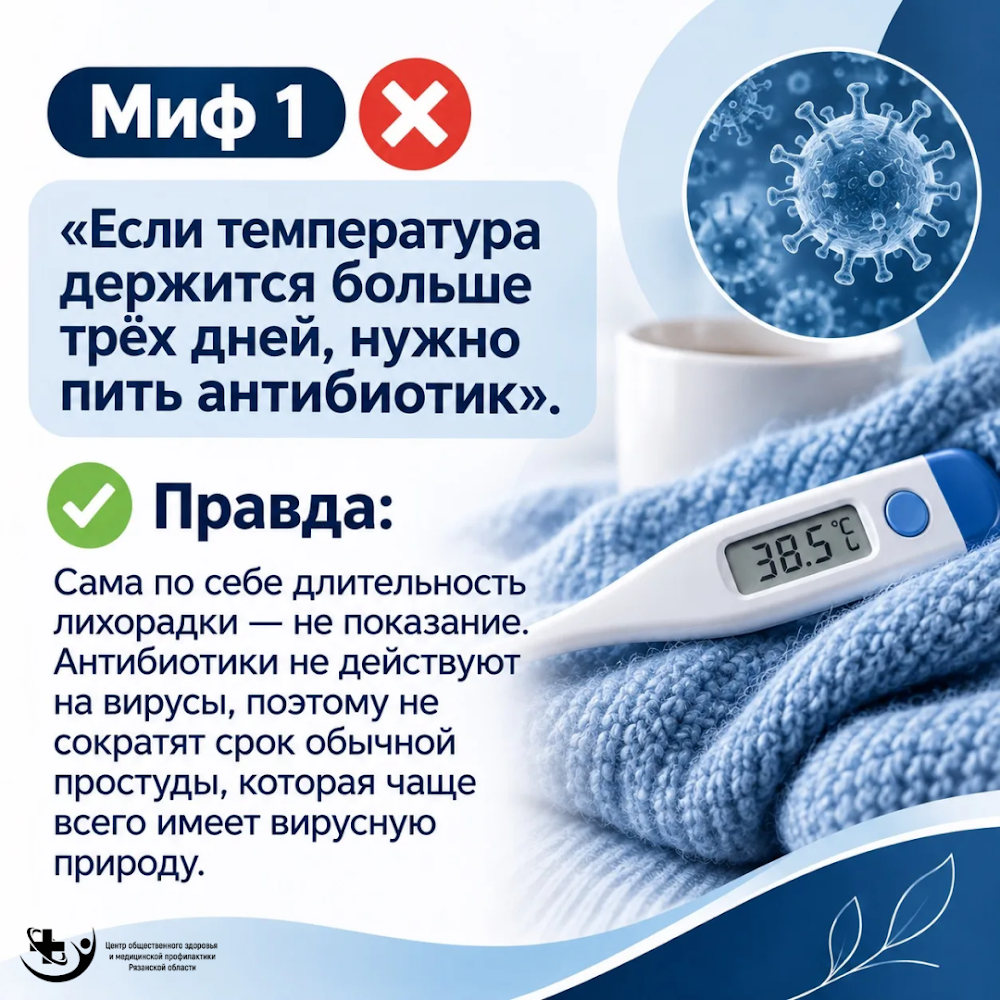 Миф 1
«Если температура
держится больше
трёх дней, нужно
пить антибиотик».
Правда:
Сама по себе длительность
лихорадки — не показание.
Антибиотики не действуют
на вирусы, поэтому не
сократят срок обычной
простуды, которая чаще
всего имеет вирусную
природу.
38.5°C
Центр общественного здоровья
и медицинской профилактики
Рязанской области